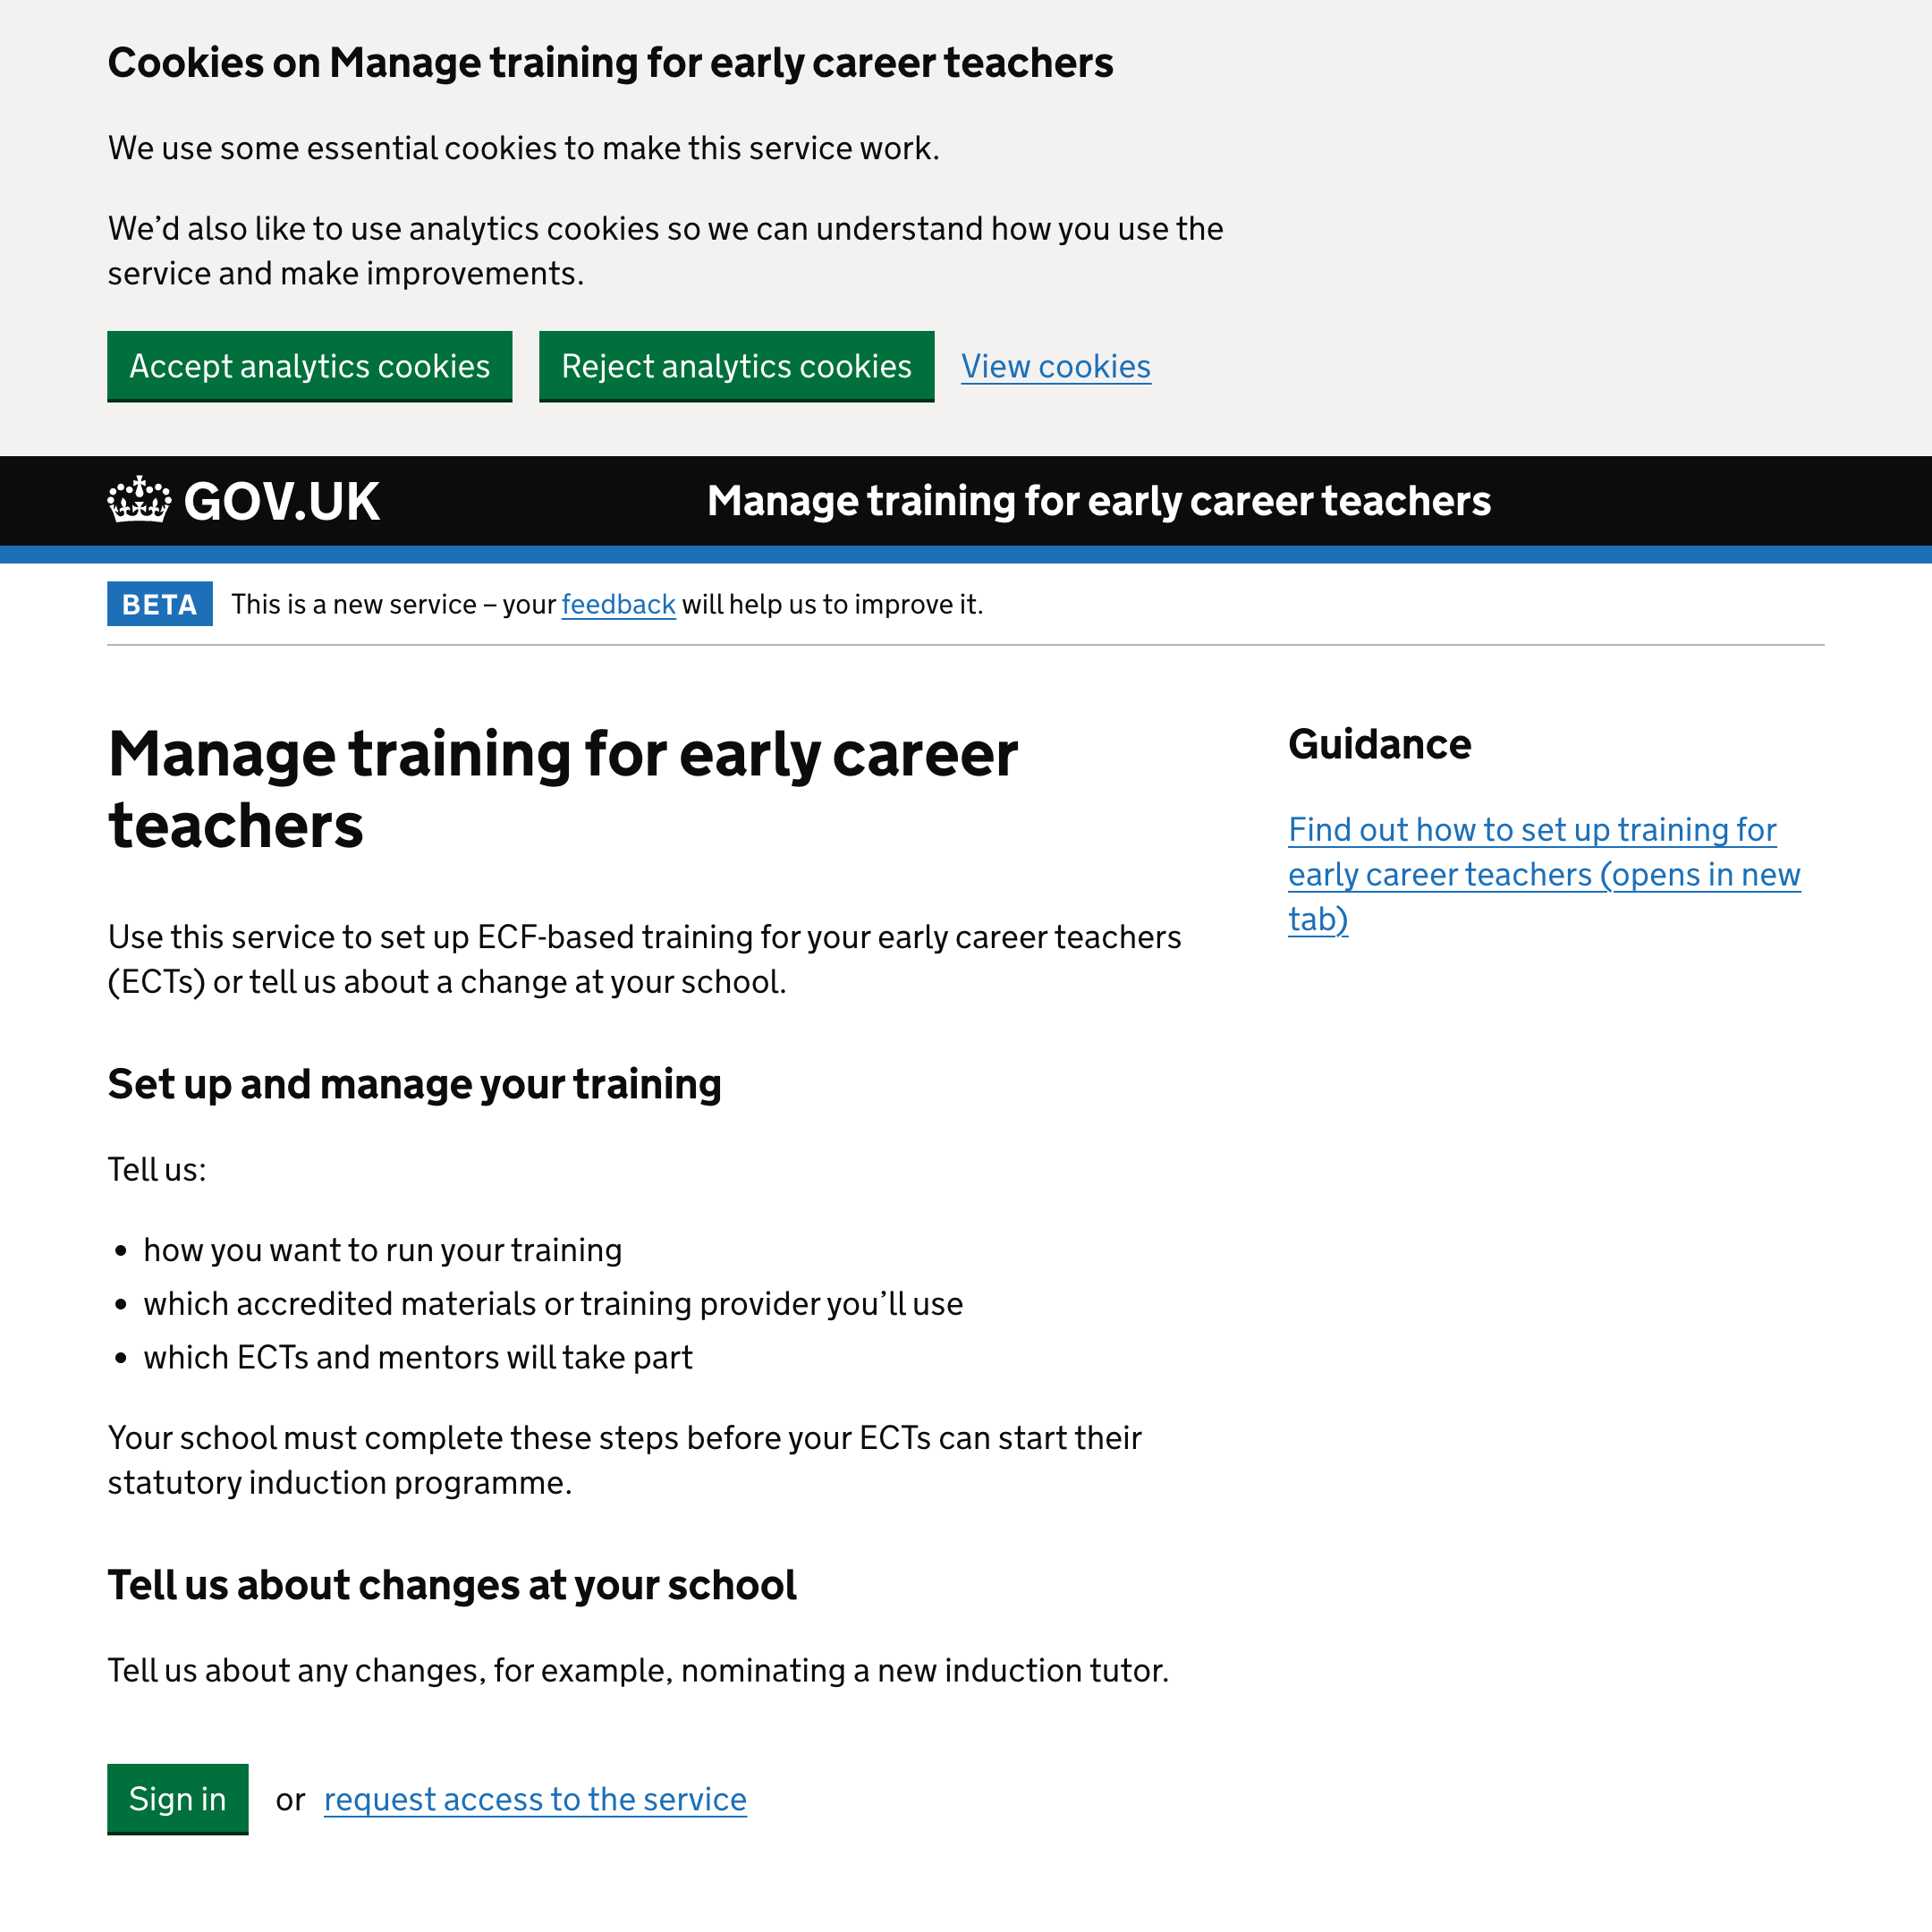 Cookies on Manage training for early career teachers
We use some essential cookies to make this service work.
We’d also like to use analytics cookies so we can understand how you use the
service and make improvements.
Accept analytics cookies
Reject analytics cookies
View cookies
GOV.UK
Manage training for early career teachers
BETA
This is a new service – your feedback will help us to improve it.
Manage training for early career
teachers
Use this service to set up ECF-based training for your early career teachers
(ECTs) or tell us about a change at your school.
Set up and manage your training
Tell us:
• how you want to run your training
• which accredited materials or training provider you’ll use
• which ECTs and mentors will take part
Your school must complete these steps before your ECTs can start their
statutory induction programme.
Tell us about changes at your school
Tell us about any changes, for example, nominating a new induction tutor.
Sign in or request access to the service
Guidance
Find out how to set up training for
early career teachers (opens in new
tab)